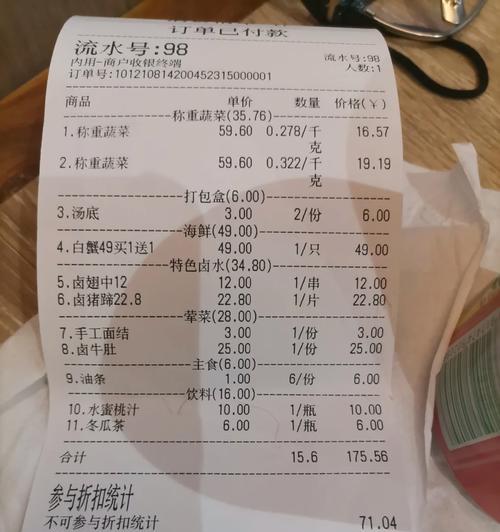 订单已付款
流水号:98
流水号:98
内用-商户收银终端
人数:1
订单号:101210814200452315000001
商品 单价 数量 价格(¥)
称重蔬菜(35.76)
1.称重蔬菜 59.60 0.278/千克 16.57
2.称重蔬菜 59.60 0.322/千克 19.19
打包盒(6.00)
3.汤底 3.00 2/份 6.00
海鲜(49.00)
4.白蟹49买1送1 49.00 1/只 49.00
特色卤水(34.80)
5.卤翅中12 12.00 1/串 12.00
6.卤猪蹄22.8 22.80 1/片 22.80
荤菜(28.00)
7.手工面结 3.00 1/份 3.00
8.卤牛肚 25.00 1/份 25.00
主食(6.00)
9.油条 1.00 6/份 6.00
饮料(16.00)
10.水蜜桃汁 10.00 1/瓶 10.00
11.冬瓜茶 6.00 1/瓶 6.00
合计 15.6 175.56
参与折扣统计
不可参与折扣统计 71.04